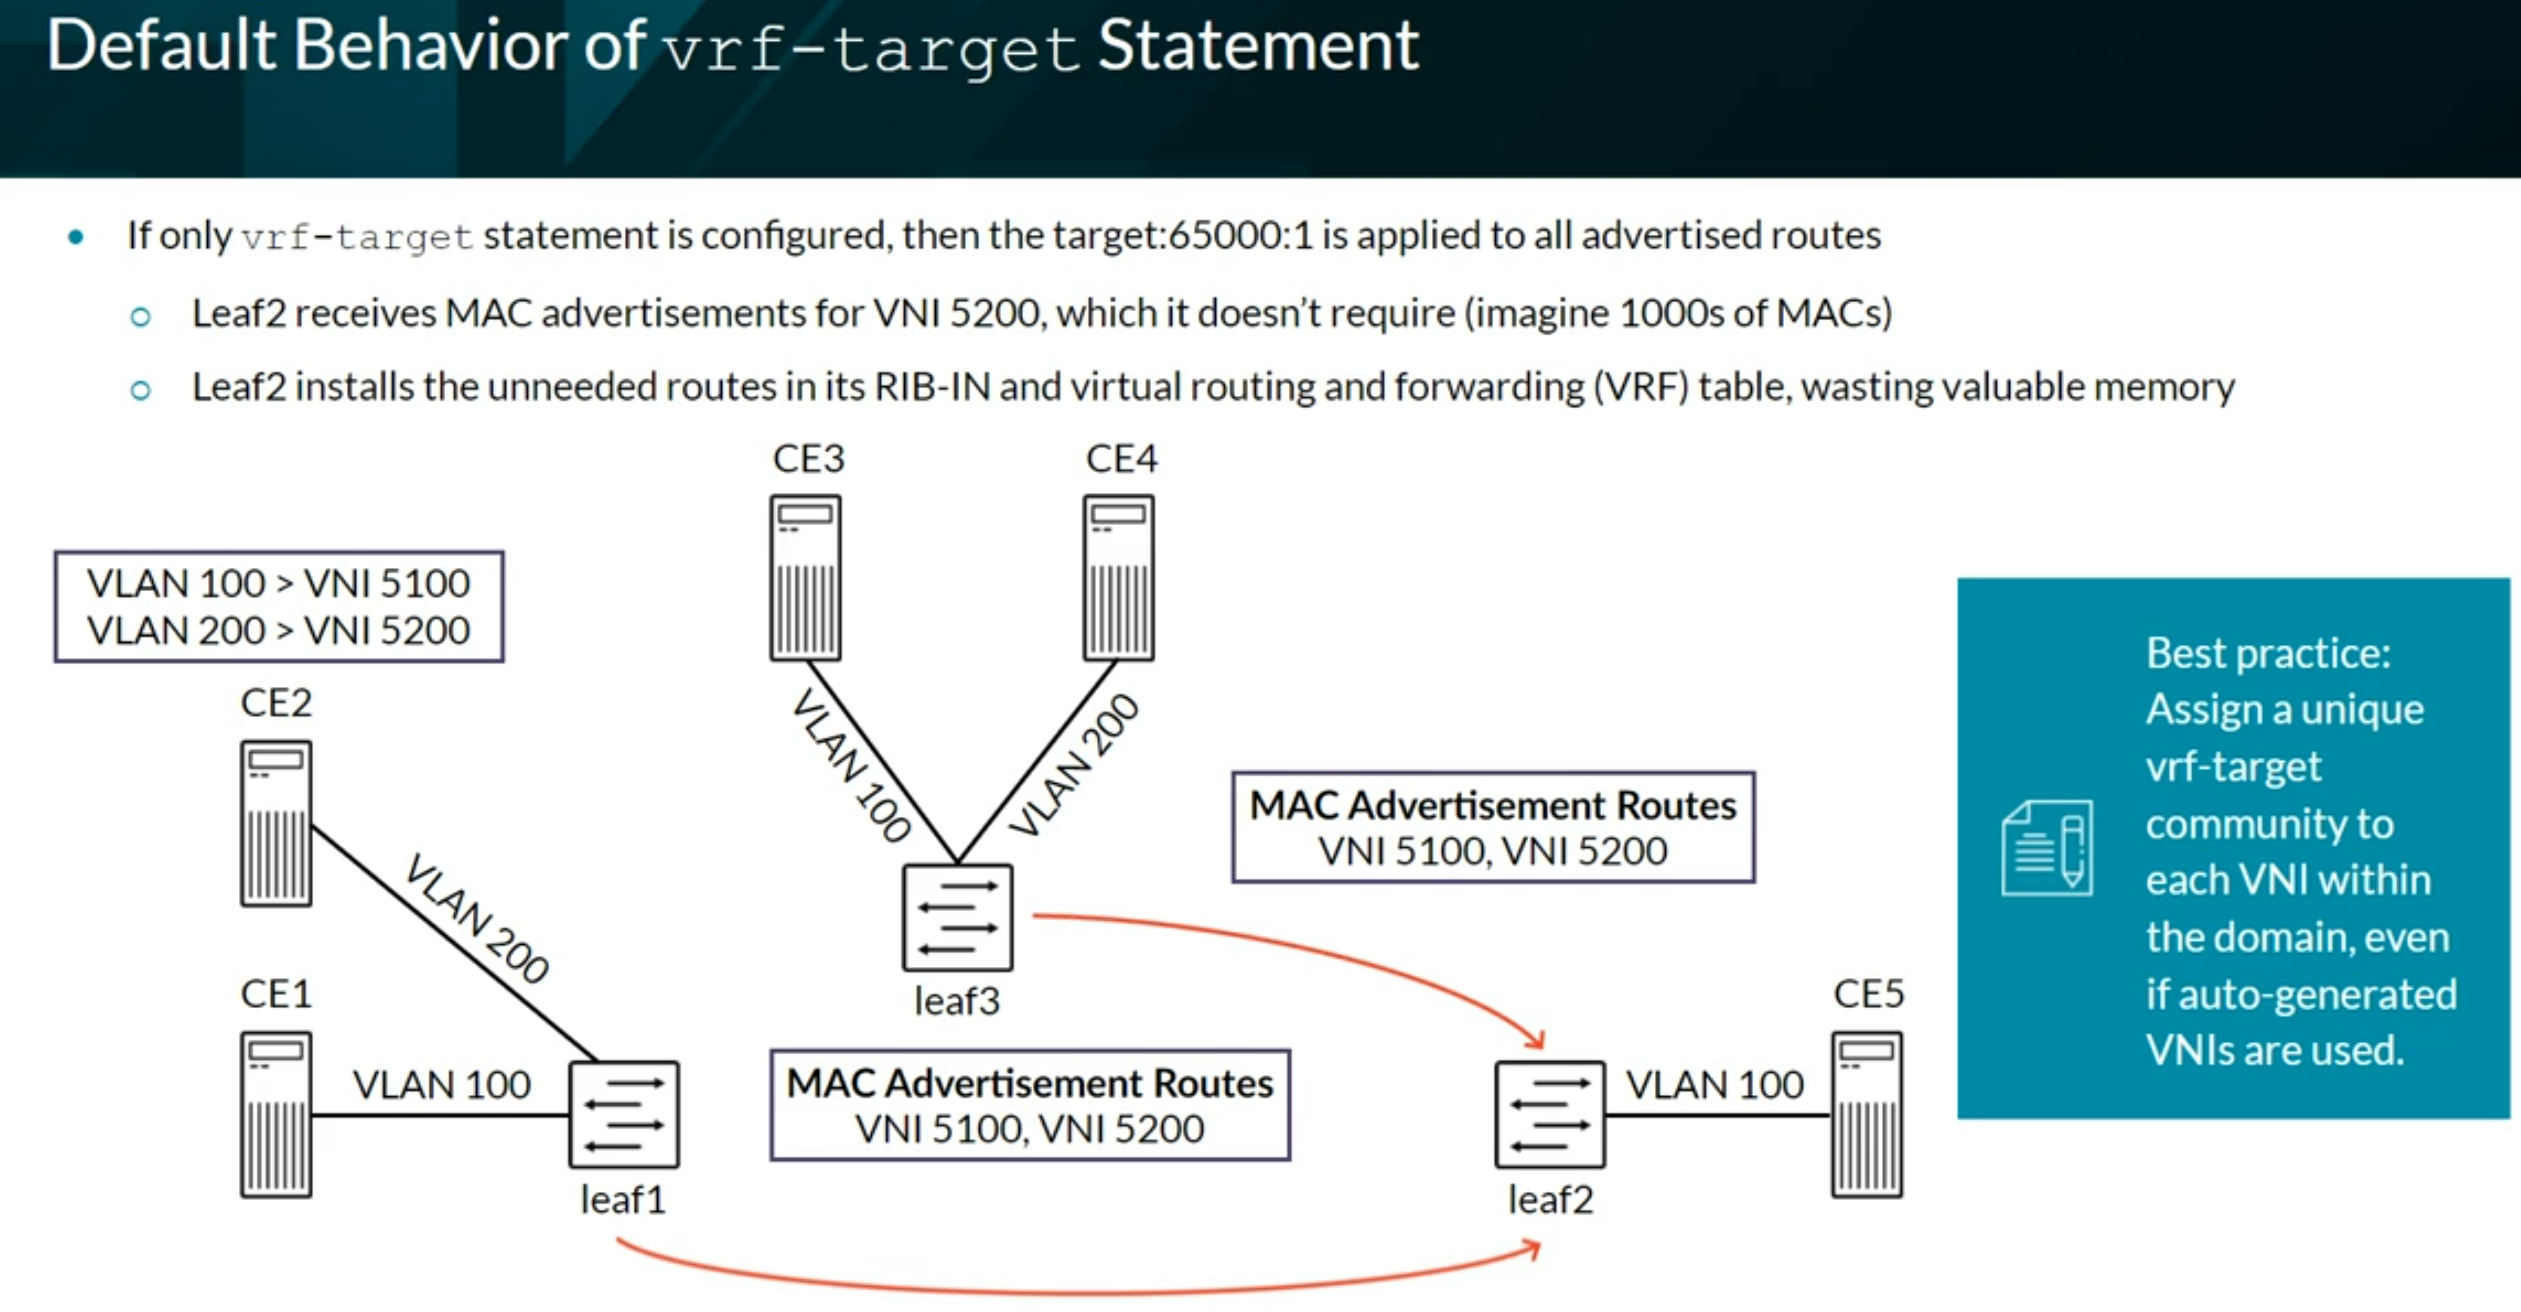 Default Behavior of vrf-target Statement
If only vrf-target statement is configured, then the target:65000:1 is applied to all advertised routes
Leaf2 receives MAC advertisements for VNI 5200, which it doesn't require (imagine 1000s of MACs)
Leaf2 installs the unneeded routes in its RIB-IN and virtual routing and forwarding (VRF) table, wasting valuable memory
CE3
CE4
VLAN 100 > VNI 5100
VLAN 200 > VNI 5200
CE2
VLAN 100
VLAN 200
MAC Advertisement Routes
VNI 5100, VNI 5200
VLAN 200
leaf3
CE1
VLAN 100
leaf1
MAC Advertisement Routes
VNI 5100, VNI 5200
VLAN 100
leaf2
CE5
Best practice:
Assign a unique
vrf-target
community to
each VNI within
the domain, even
if auto-generated
VNIs are used.